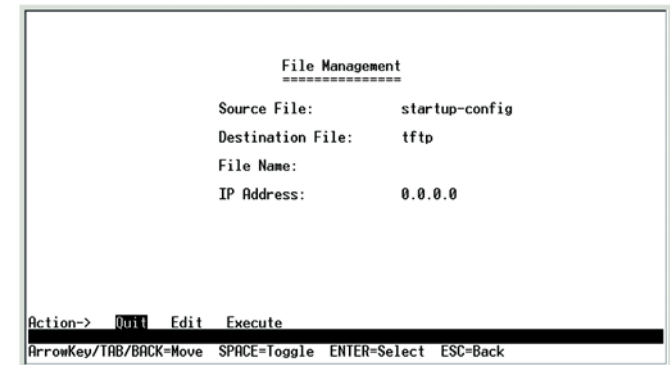 File Management
===============
Source File: startup-config
Destination File: tftp
File Name:
IP Address: 0.0.0.0
Action-> Quit Edit Execute
ArrowKey/TAB/BACK=Move SPACE=Toggle ENTER=Select ESC=Back